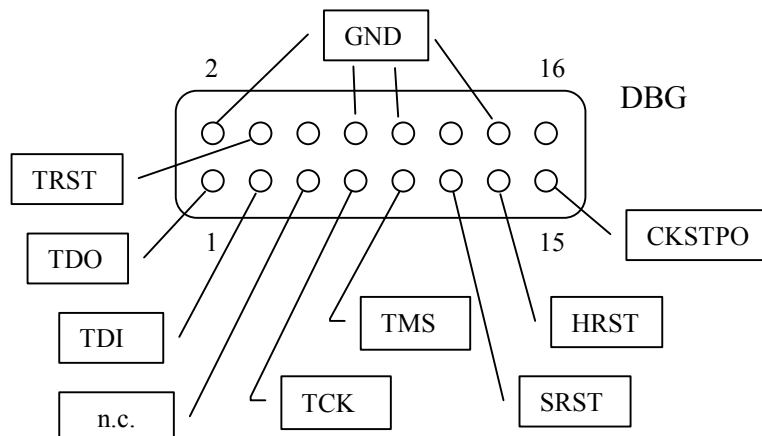 GND
2
16
DBG
TRST
1
15
CKSTPO
TDO
TDI
TMS
HRST
n.c.
TCK
SRST